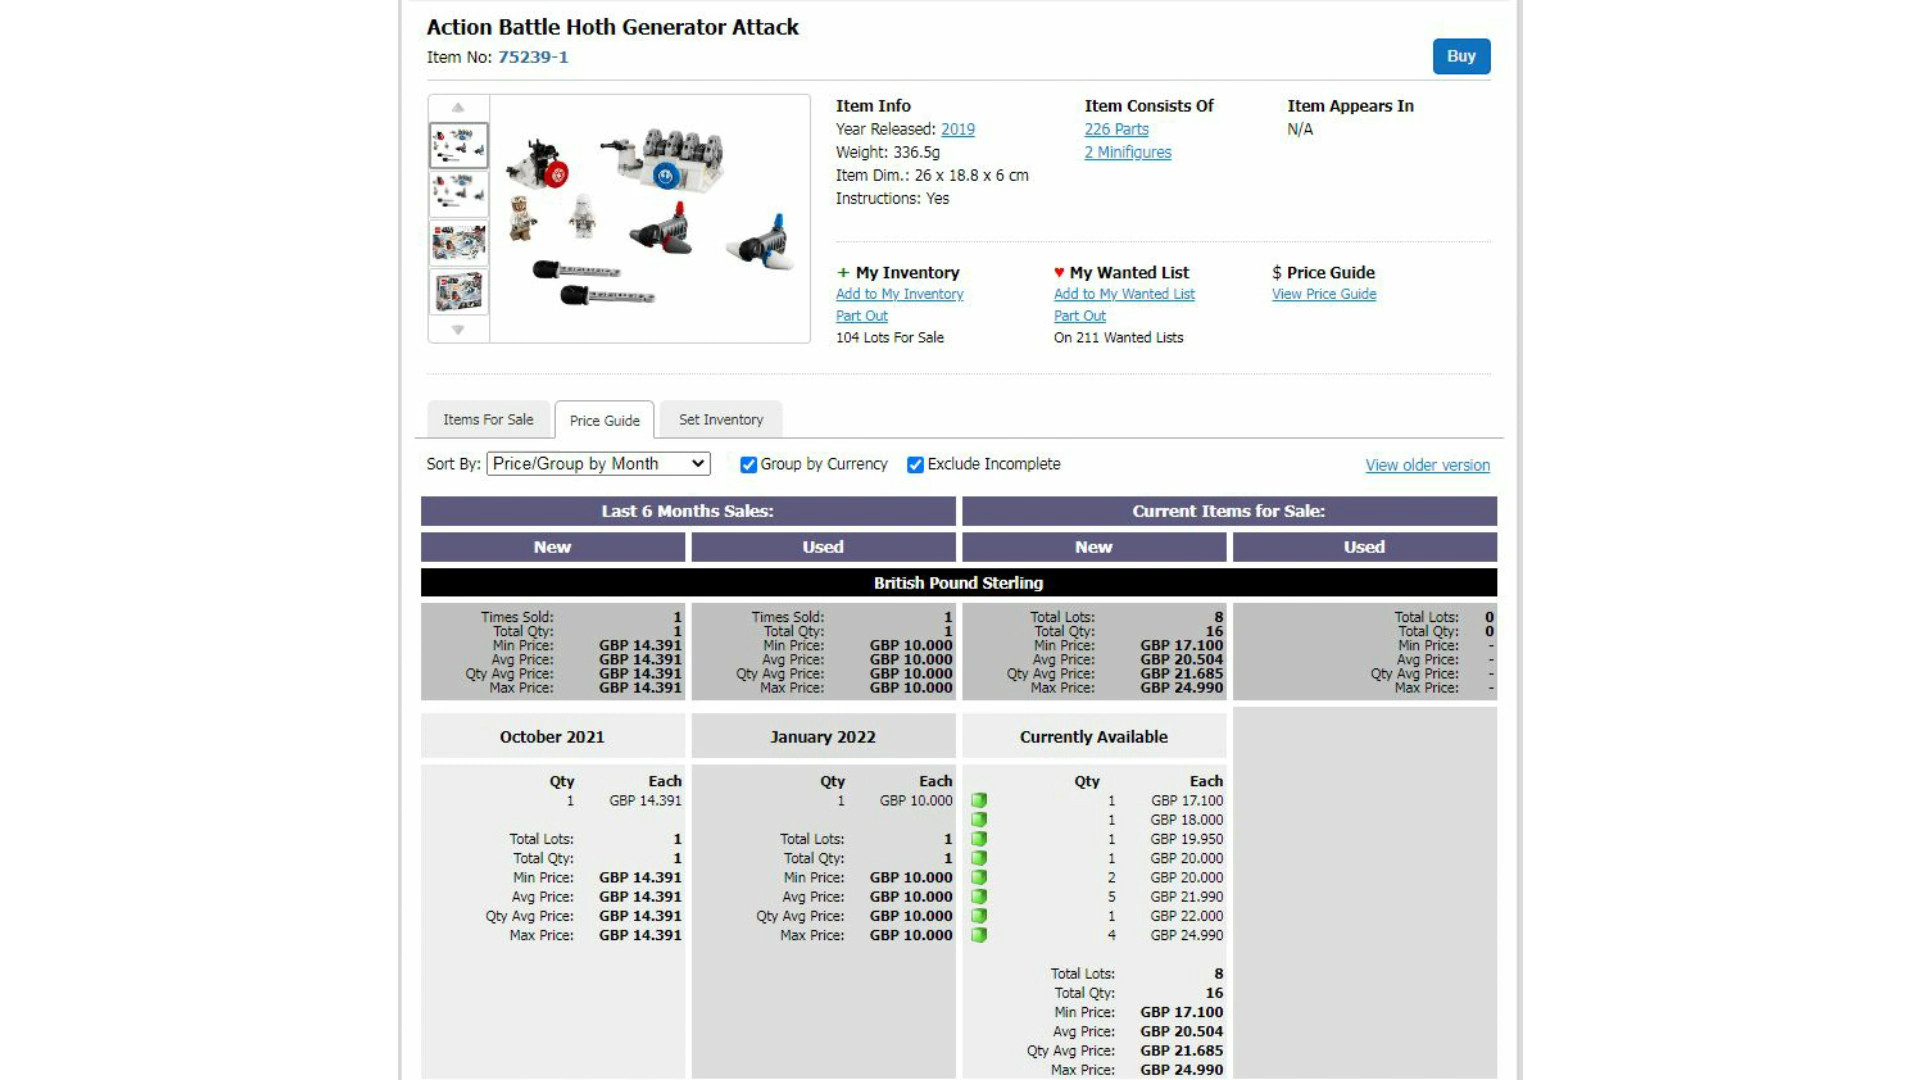 Action Battle Hoth Generator Attack
Item No: 75239-1
Buy
Item Info
Year Released: 2019
Weight: 336.5g
Item Dim.: 26 x 18.8 x 6 cm
Instructions: Yes
Item Consists Of
226 Parts
2 Minifigures
Item Appears In
N/A
+ My Inventory
Add to My Inventory
Part Out
104 Lots For Sale
♥ My Wanted List
Add to My Wanted List
Part Out
On 211 Wanted Lists
$ Price Guide
View Price Guide
Items For Sale
Price Guide
Set Inventory
Sort By: Price/Group by Month
Group by Currency
Exclude Incomplete
View older version
Last 6 Months Sales:
Current Items for Sale:
New
Used
New
Used
British Pound Sterling
Times Sold: 1
Total Qty: 1
Min Price: GBP 14.391
Avg Price: GBP 14.391
Qty Avg Price: GBP 14.391
Max Price: GBP 14.391
Times Sold: 1
Total Qty: 1
Min Price: GBP 10.000
Avg Price: GBP 10.000
Qty Avg Price: GBP 10.000
Max Price: GBP 10.000
Total Lots: 8
Total Qty: 16
Min Price: GBP 17.100
Avg Price: GBP 20.504
Qty Avg Price: GBP 21.685
Max Price: GBP 24.990
Total Lots: 0
Total Qty: 0
Min Price: -
Avg Price: -
Qty Avg Price: -
Max Price: -
October 2021
Qty Each
1 GBP 14.391
Total Lots: 1
Total Qty: 1
Min Price: GBP 14.391
Avg Price: GBP 14.391
Qty Avg Price: GBP 14.391
Max Price: GBP 14.391
January 2022
Qty Each
1 GBP 10.000
Total Lots: 1
Total Qty: 1
Min Price: GBP 10.000
Avg Price: GBP 10.000
Qty Avg Price: GBP 10.000
Max Price: GBP 10.000
Currently Available
Qty Each
1 GBP 17.100
1 GBP 18.000
1 GBP 19.950
1 GBP 20.000
2 GBP 20.000
5 GBP 21.990
1 GBP 22.000
4 GBP 24.990
Total Lots: 8
Total Qty: 16
Min Price: GBP 17.100
Avg Price: GBP 20.504
Qty Avg Price: GBP 21.685
Max Price: GBP 24.990